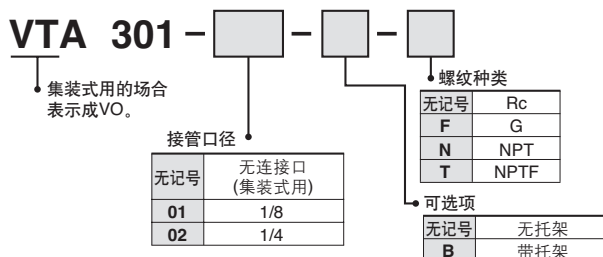 VTA 301 - - -
集装式用的场合
表示成VO。
接管口径
无记号 无连接口
(集装式用)
01 1/8
02 1/4
螺纹种类
无记号 Rc
F G
N NPT
T NPTF
可选项
无记号 无托架
B 带托架